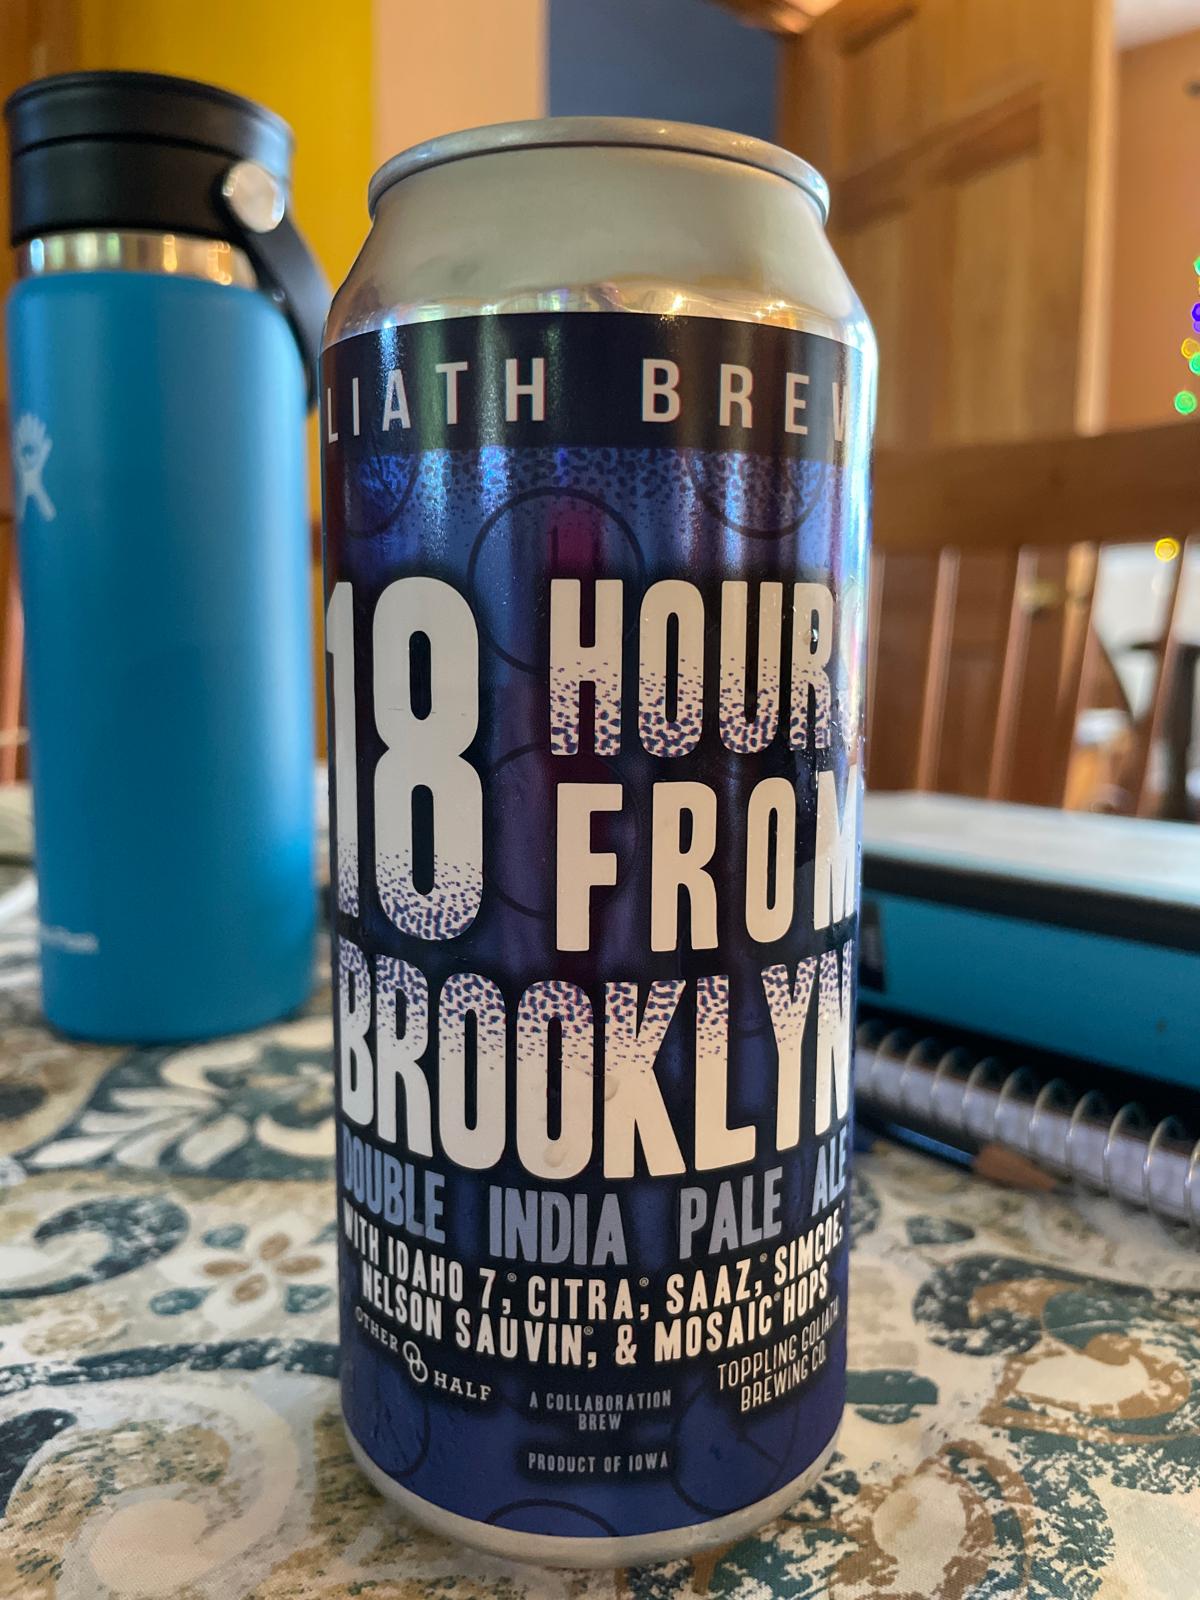 LIATH BREW
18 HOURS
FROM
BROOKLYN
DOUBLE INDIA PALE ALE
WITH IDAHO 7,® CITRA,® SAAZ,® SIMCOE,
NELSON SAUVIN,® & MOSAIC® HOPS
OTHER HALF
A COLLABORATION
BREW
TOPPLING GOLIATH
BREWING CO.
PRODUCT OF IOWA